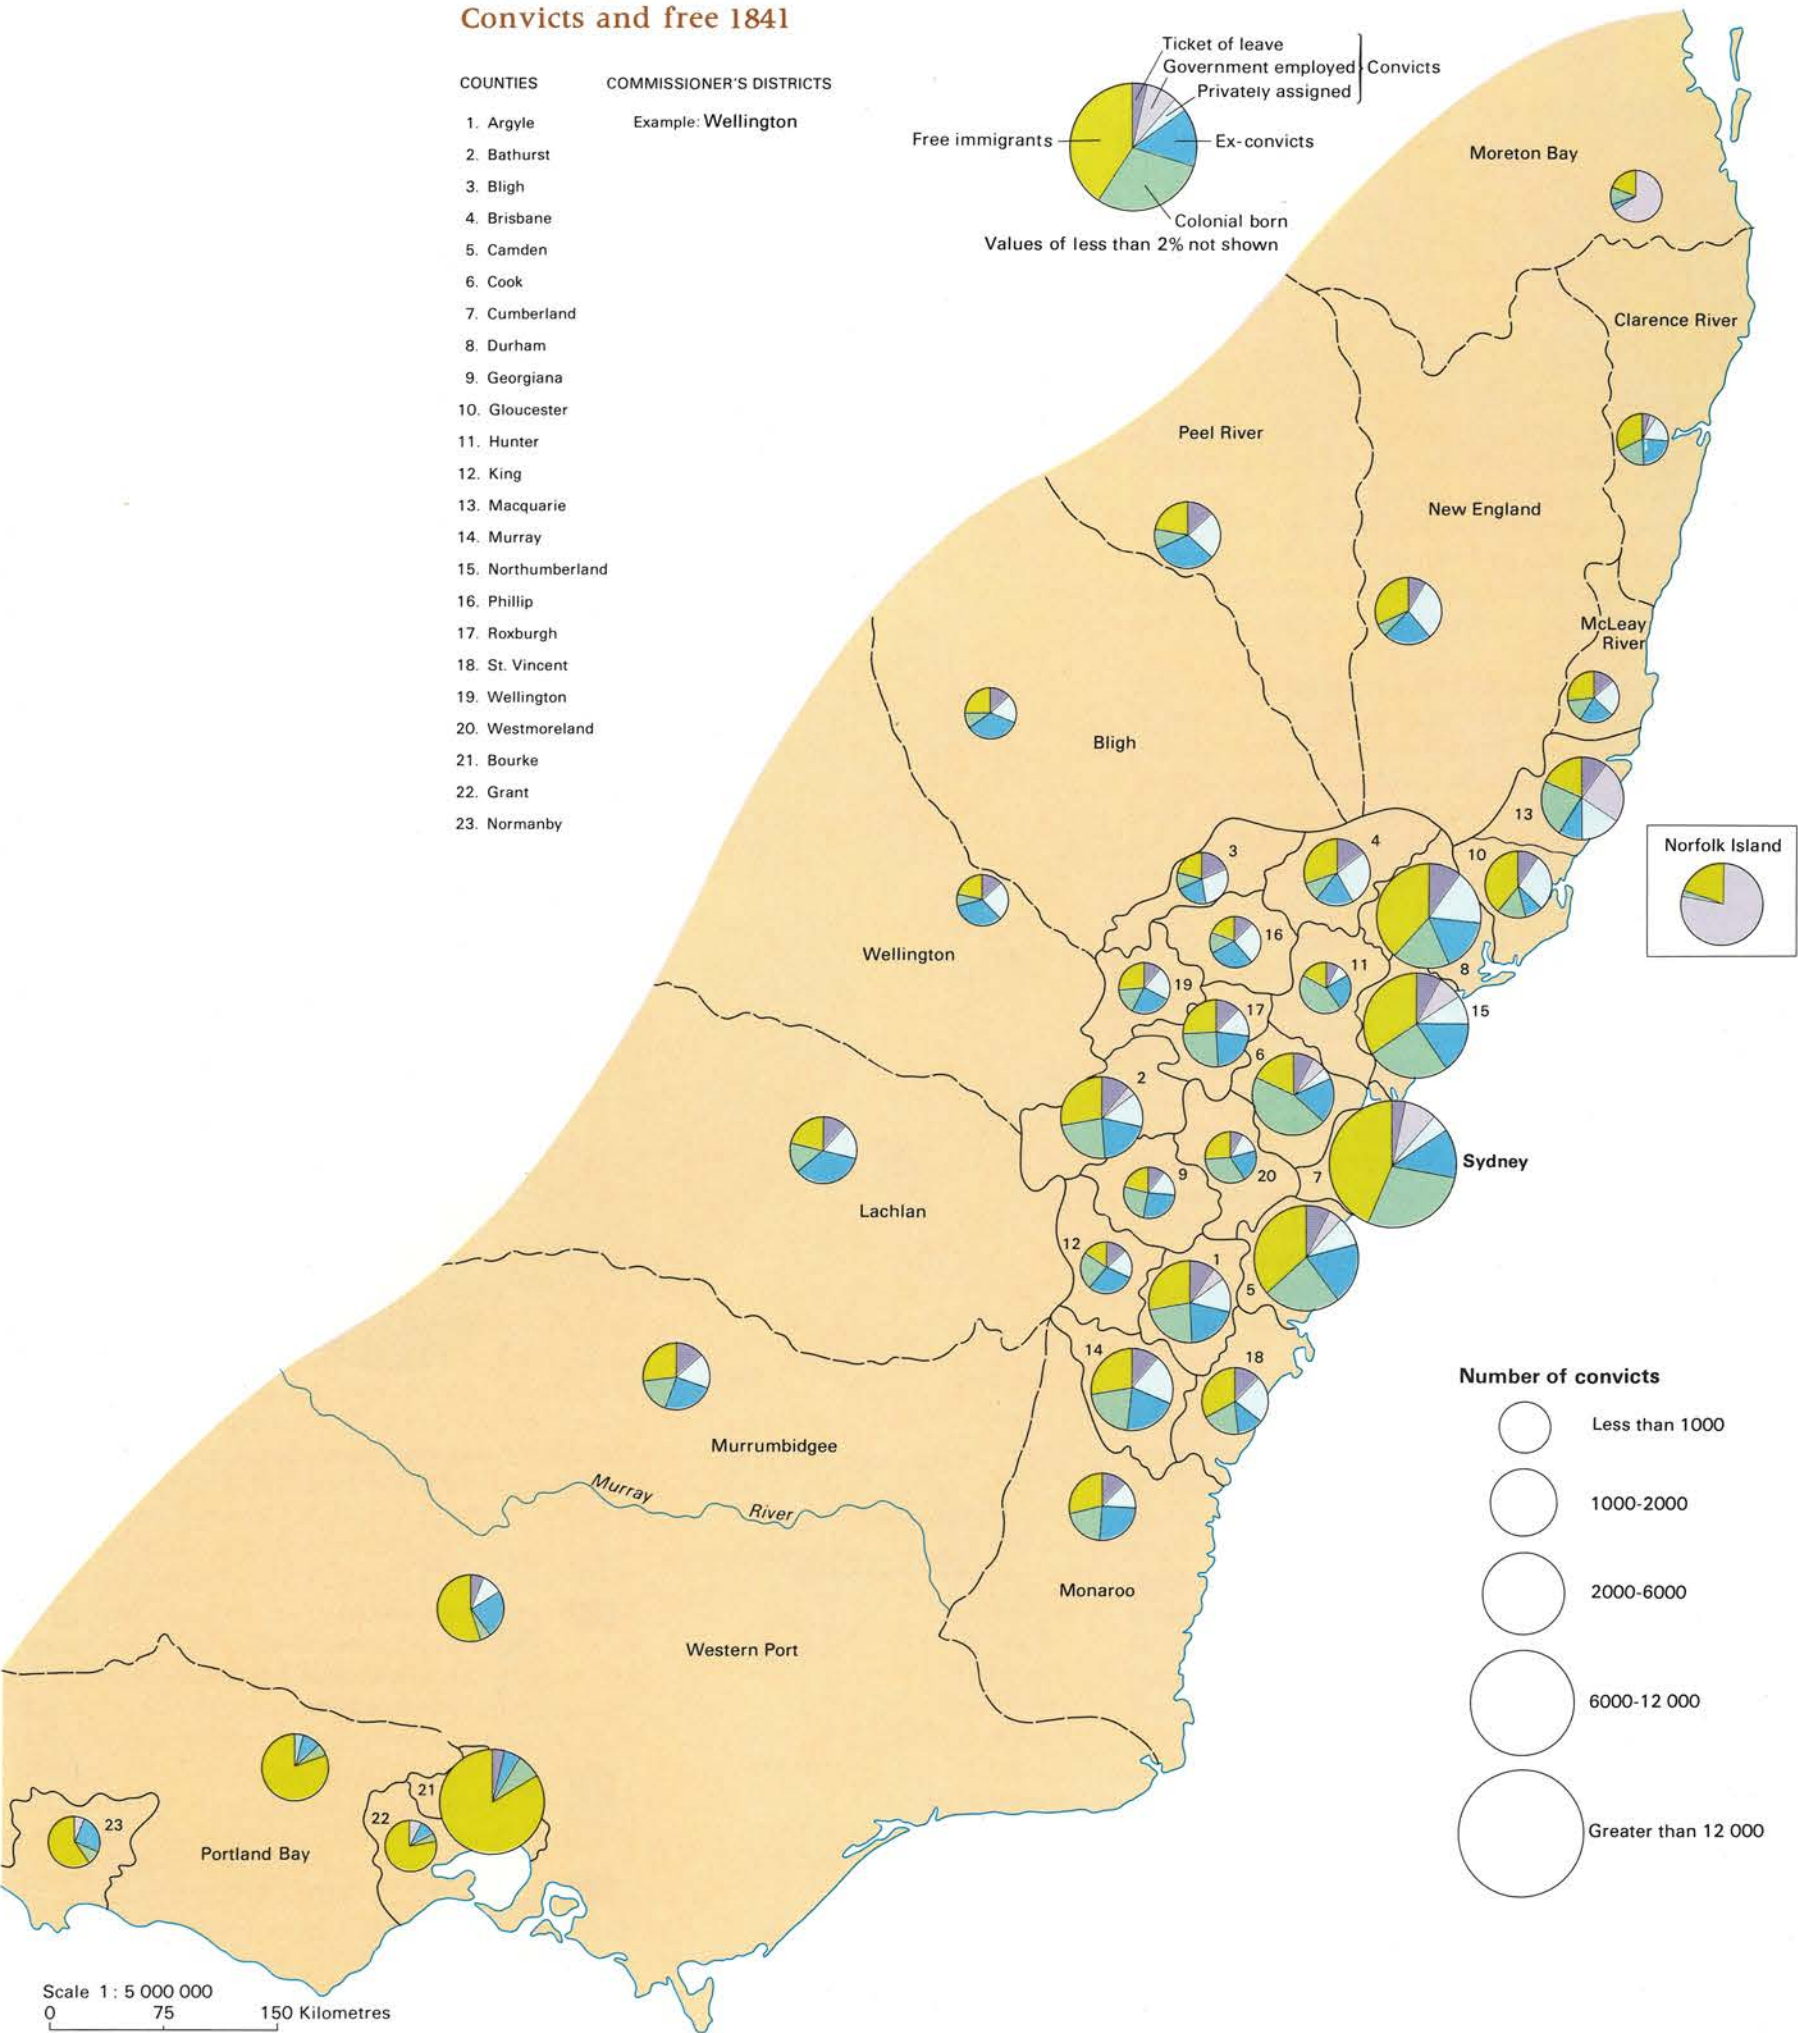 Convicts and free 1841
COUNTIES
1. Argyle
2. Bathurst
3. Bligh
4. Brisbane
5. Camden
6. Cook
7. Cumberland
8. Durham
9. Georgiana
10. Gloucester
11. Hunter
12. King
13. Macquarie
14. Murray
15. Northumberland
16. Phillip
17. Roxburgh
18. St. Vincent
19. Wellington
20. Westmoreland
21. Bourke
22. Grant
23. Normanby
COMMISSIONER'S DISTRICTS
Example: Wellington
Ticket of leave
Government employed
Privately assigned
Convicts
Free immigrants
Ex-convicts
Colonial born
Values of less than 2% not shown
Moreton Bay
Clarence River
Peel River
New England
McLeay
River
Bligh
13
Norfolk Island
3
4
10
16
11
8
Wellington
19
17
15
6
2
Sydney
20
7
9
Lachlan
12
1
5
14
18
Murrumbidgee
Murray
River
Monaroo
Western Port
21
22
23
Portland Bay
Number of convicts
Less than 1000
1000-2000
2000-6000
6000-12 000
Greater than 12 000
Scale 1 : 5 000 000
0 75 150 Kilometres